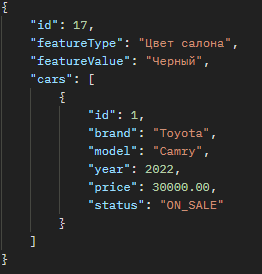 {
    "id": 17,
    "featureType": "Цвет салона",
    "featureValue": "Черный",
    "cars": [
        {
            "id": 1,
            "brand": "Toyota",
            "model": "Camry",
            "year": 2022,
            "price": 30000.00,
            "status": "ON_SALE"
        }
    ]
}